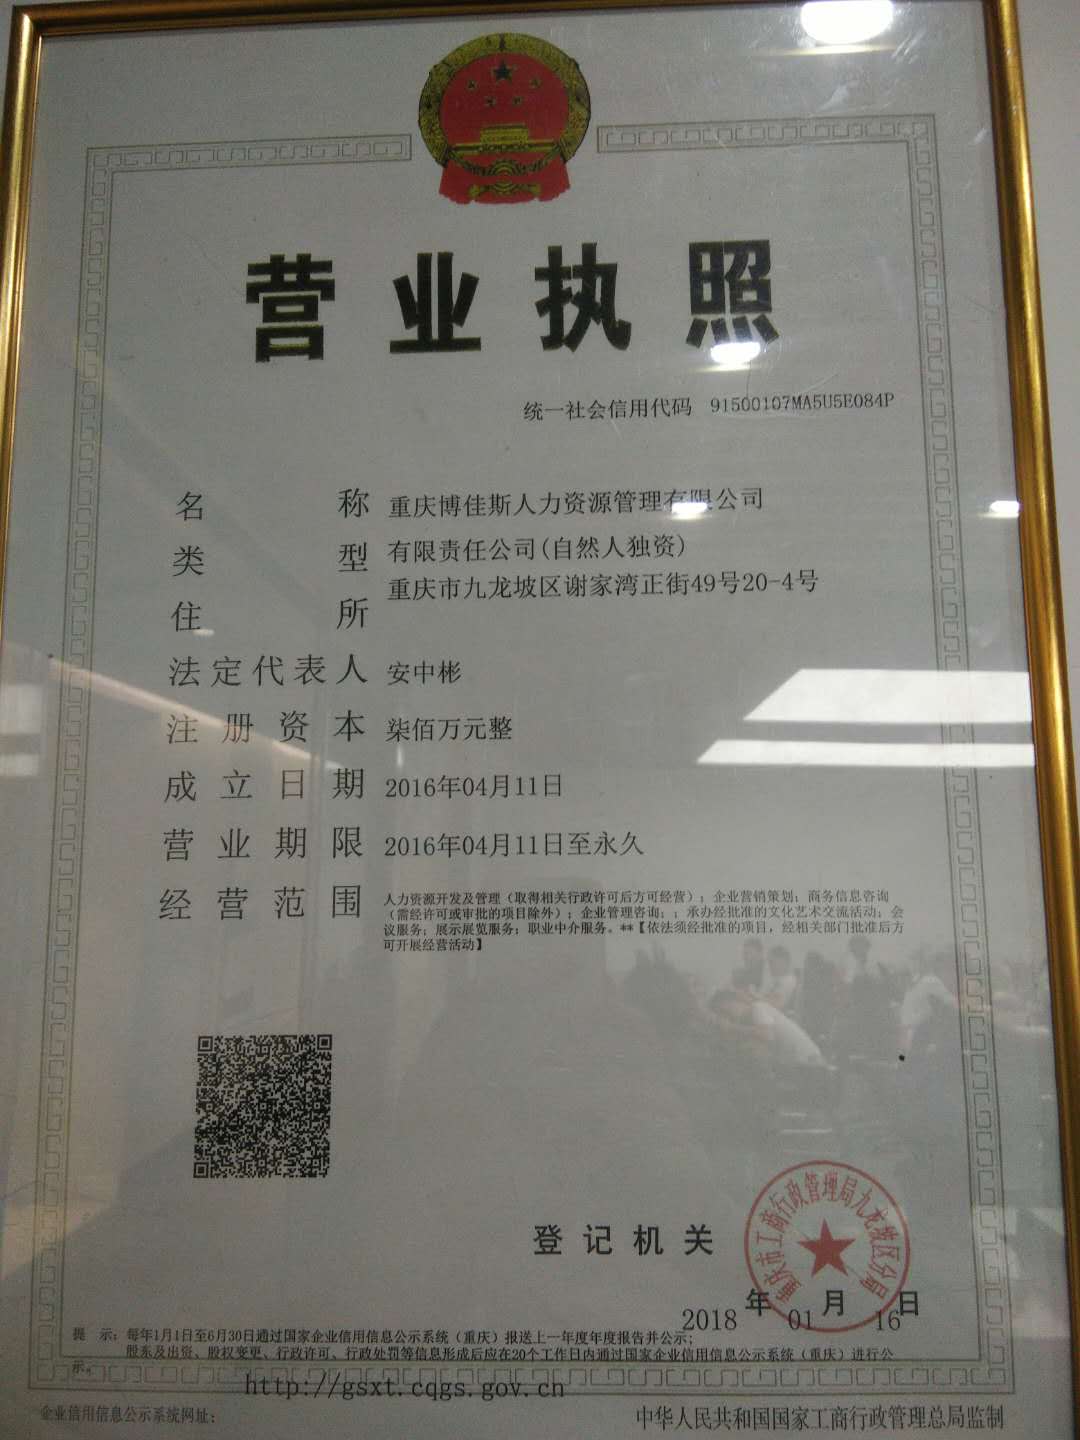 营业执照
统一社会信用代码 91500107MA5U5E084P
名称 重庆博佳斯人力资源管理有限公司
类型 有限责任公司(自然人独资)
住所 重庆市九龙坡区谢家湾正街49号20-4号
法定代表人 安中彬
注册资本 柒佰万元整
成立日期 2016年04月11日
营业期限 2016年04月11日至永久
经营范围 人力资源开发及管理（取得相关行政许可后方可经营）；企业营销策划；商务信息咨询
（需经许可或审批的项目除外）；企业管理咨询；；承办经批准的文化艺术交流活动；会
议服务；展示展览服务；职业中介服务。**【依法须经批准的项目，经相关部门批准后方
可开展经营活动】
登记机关
重庆市工商行政管理局九龙坡区分局
2018年01月16日
提示：每年1月1日至6月30日通过国家企业信用信息公示系统（重庆）报送上一年度年度报告并公示；
股东及出资、股权变更、行政许可、行政处罚等信息形成后应在20个工作日内通过国家企业信用信息公示系统（重庆）进行公
示。
http://gsxt.cqgs.gov.cn
企业信用信息公示系统网址：
中华人民共和国国家工商行政管理总局监制